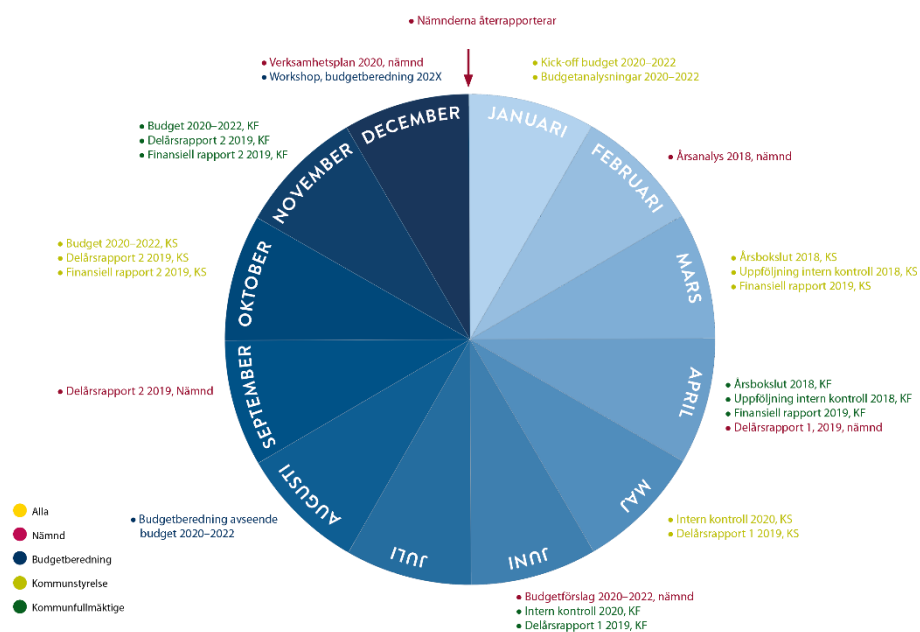 • Nämnderna återrapporterar
• Verksamhetsplan 2020, nämnd
• Workshop, budgetberedning 202X
• Kick-off budget 2020–2022
• Budgetanalysningar 2020–2022
• Budget 2020–2022, KF
• Delårsrapport 2 2019, KF
• Finansiell rapport 2 2019, KF
• Årsanalys 2018, nämnd
• Budget 2020–2022, KS
• Delårsrapport 2 2019, KS
• Finansiell rapport 2 2019, KS
• Årsbokslut 2018, KS
• Uppföljning intern kontroll 2018, KS
• Finansiell rapport 2019, KS
• Delårsrapport 2 2019, Nämnd
• Årsbokslut 2018, KF
• Uppföljning intern kontroll 2018, KF
• Finansiell rapport 2019, KF
• Delårsrapport 1, 2019, nämnd
• Budgetberedning avseende
budget 2020–2022
• Intern kontroll 2020, KS
• Delårsrapport 1 2019, KS
• Budgetförslag 2020–2022, nämnd
• Intern kontroll 2020, KF
• Delårsrapport 1 2019, KF
JANUARI
FEBRUARI
MARS
APRIL
MAJ
JUNI
JULI
AUGUSTI
SEPTEMBER
OKTOBER
NOVEMBER
DECEMBER
Alla
Nämnd
Budgetberedning
Kommunstyrelse
Kommunfullmäktige